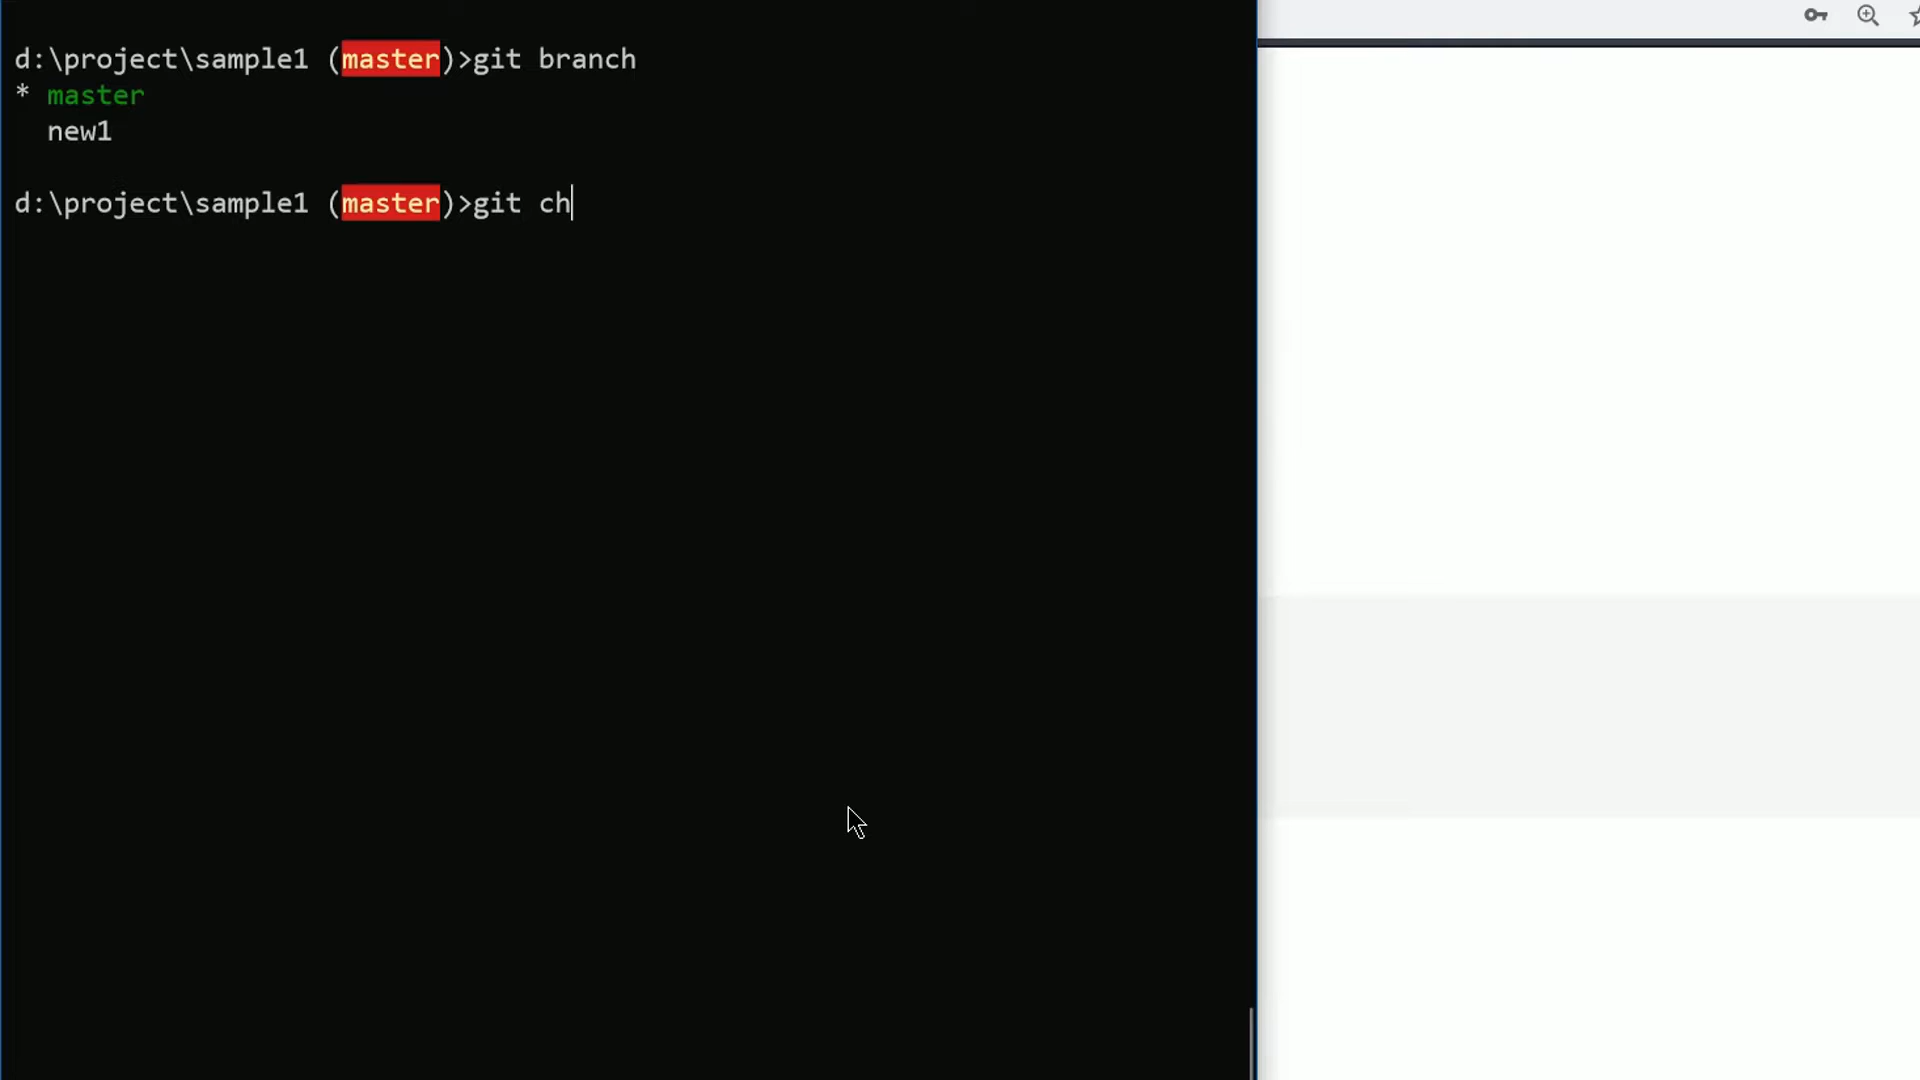 d:\project\sample1 (master)>git branch
* master
  new1
d:\project\sample1 (master)>git ch